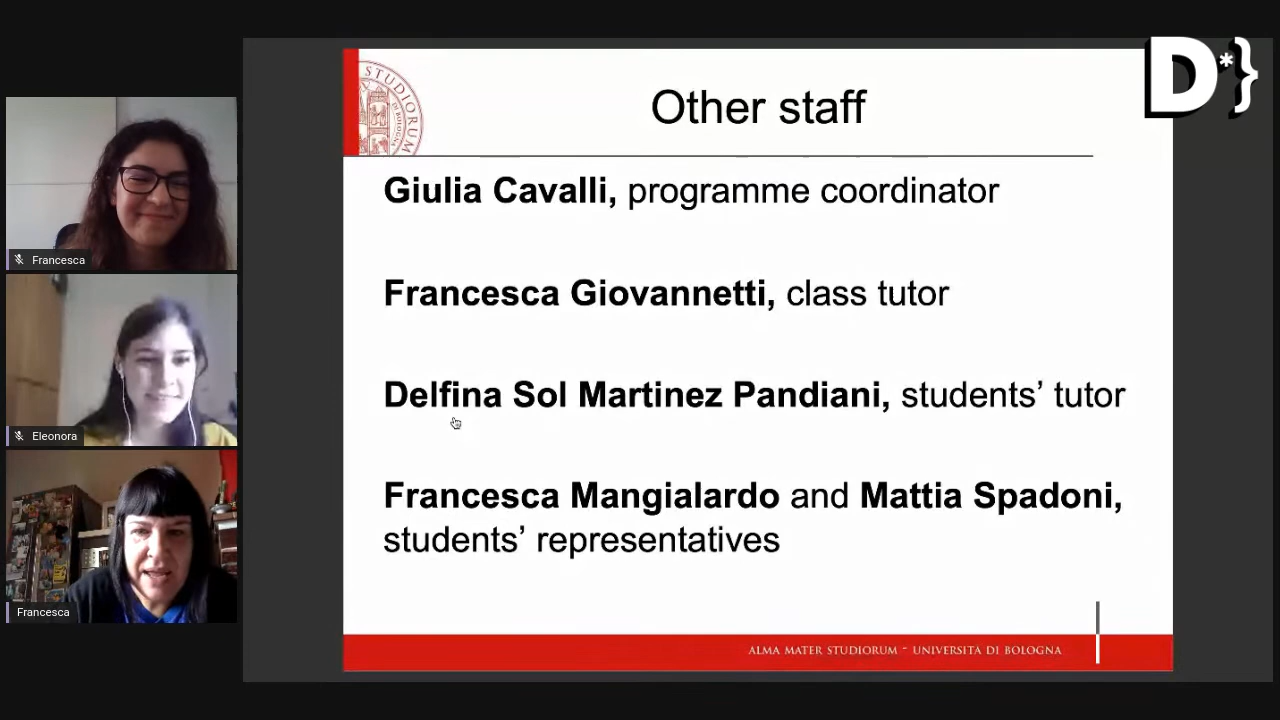 Other staff
D*}
STUDIORUM
Giulia Cavalli, programme coordinator
Francesca Giovannetti, class tutor
Delfina Sol Martinez Pandiani, students’ tutor
Francesca Mangialardo and Mattia Spadoni,
students’ representatives
ALMA MATER STUDIORUM - UNIVERSITA DI BOLOGNA
Francesca
Eleonora
Francesca